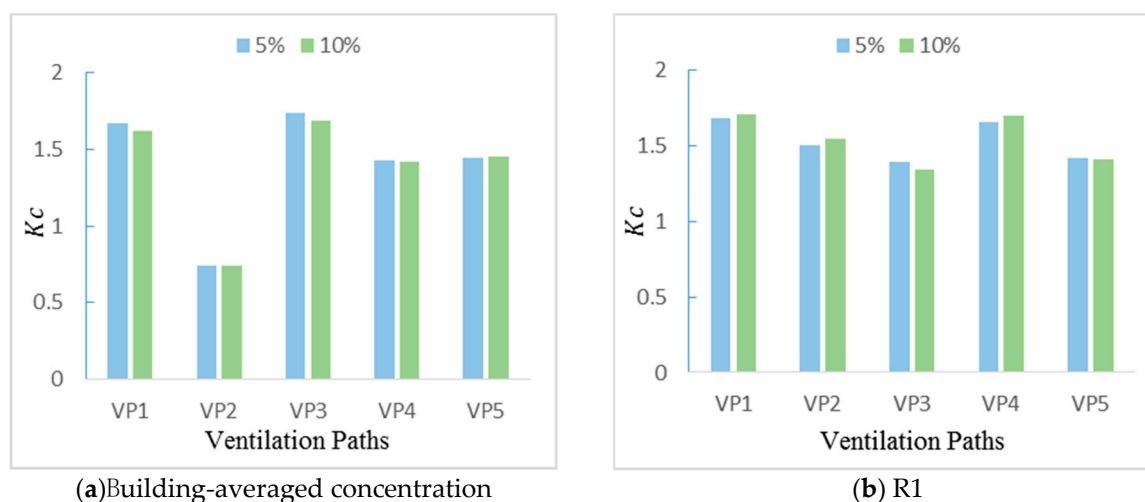 5% 10%
2
1.5
1
0.5
0
Kc
VP1 VP2 VP3 VP4 VP5
Ventilation Paths
(a)Building-averaged concentration
5% 10%
2
1.5
1
0.5
0
Kc
VP1 VP2 VP3 VP4 VP5
Ventilation Paths
(b) R1